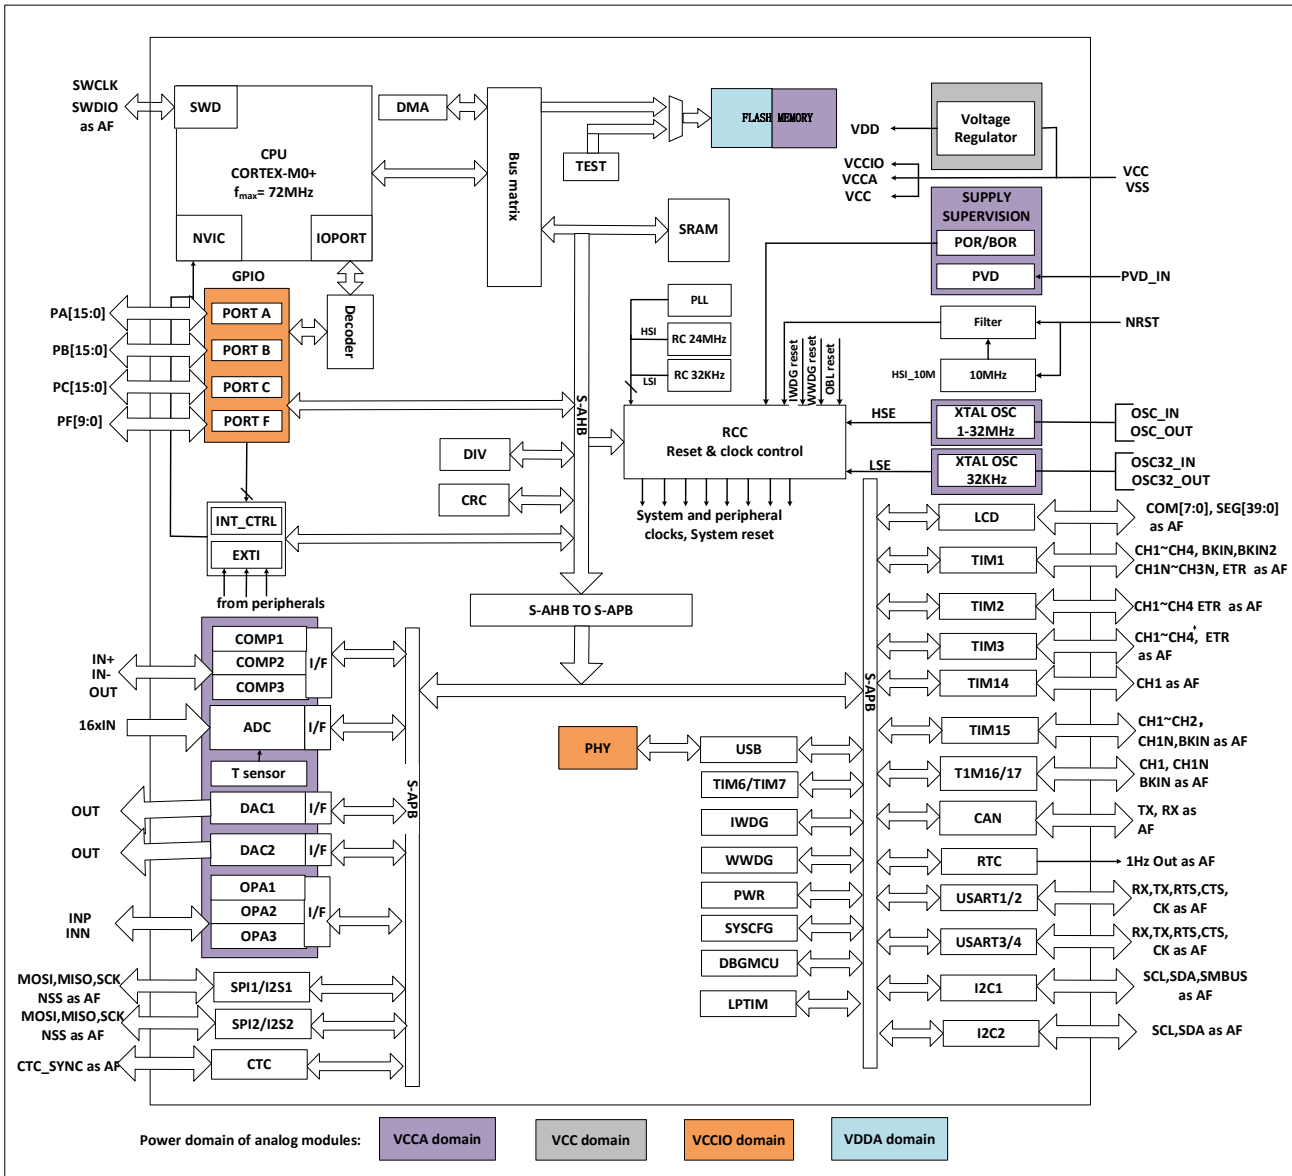 SWCLK
SWDIO
as AF
SWD
CPU
CORTEX-M0+
fmax= 72MHz
NVIC
IOPORT
DMA
Bus matrix
TEST
FLASH MEMORY
SRAM
VDD
Voltage
Regulator
VCCIO
VCCA
VCC
VCC
VSS
SUPPLY
SUPERVISION
POR/BOR
PVD
PVD_IN
GPIO
PORT A
PORT B
PORT C
PORT F
PA[15:0]
PB[15:0]
PC[15:0]
PF[9:0]
Decoder
PLL
HSI
RC 24MHz
LSI
RC 32KHz
IWDG reset
WWDG reset
OBL reset
Filter
NRST
HSI_10M
10MHz
S-AHB
RCC
Reset & clock control
HSE
XTAL OSC
1-32MHz
OSC_IN
OSC_OUT
LSE
XTAL OSC
32KHz
OSC32_IN
OSC32_OUT
DIV
CRC
System and peripheral
clocks, System reset
INT_CTRL
EXTI
from peripherals
S-AHB TO S-APB
IN+
IN-
OUT
COMP1
COMP2
COMP3
I/F
16xIN
ADC
I/F
T sensor
OUT
DAC1
I/F
OUT
DAC2
I/F
INP
INN
OPA1
OPA2
OPA3
I/F
MOSI,MISO,SCK
NSS as AF
SPI1/I2S1
MOSI,MISO,SCK
NSS as AF
SPI2/I2S2
CTC_SYNC as AF
CTC
S-APB
PHY
USB
TIM6/TIM7
IWDG
WWDG
PWR
SYSCFG
DBGMCU
LPTIM
S-APB
LCD
COM[7:0], SEG[39:0]
as AF
TIM1
CH1~CH4, BKIN,BKIN2
CH1N~CH3N, ETR as AF
TIM2
CH1~CH4 ETR as AF
TIM3
CH1~CH4, ETR
as AF
TIM14
CH1 as AF
TIM15
CH1~CH2,
CH1N,BKIN as AF
T1M16/17
CH1, CH1N
BKIN as AF
CAN
TX, RX as
AF
RTC
1Hz Out as AF
USART1/2
RX,TX,RTS,CTS,
CK as AF
USART3/4
RX,TX,RTS,CTS,
CK as AF
I2C1
SCL,SDA,SMBUS
as AF
I2C2
SCL,SDA as AF
Power domain of analog modules:
VCCA domain
VCC domain
VCCIO domain
VDDA domain